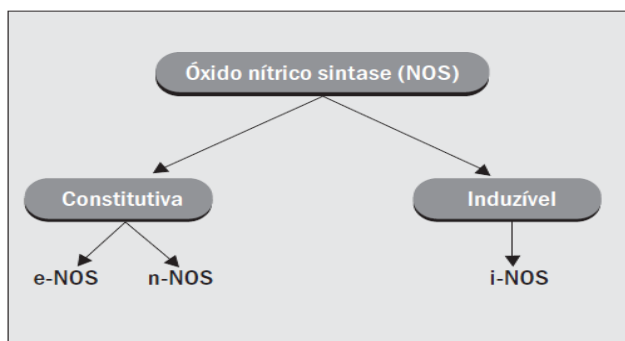 Óxido nítrico sintase (NOS)
Constitutiva
Induzível
e-NOS
n-NOS
i-NOS